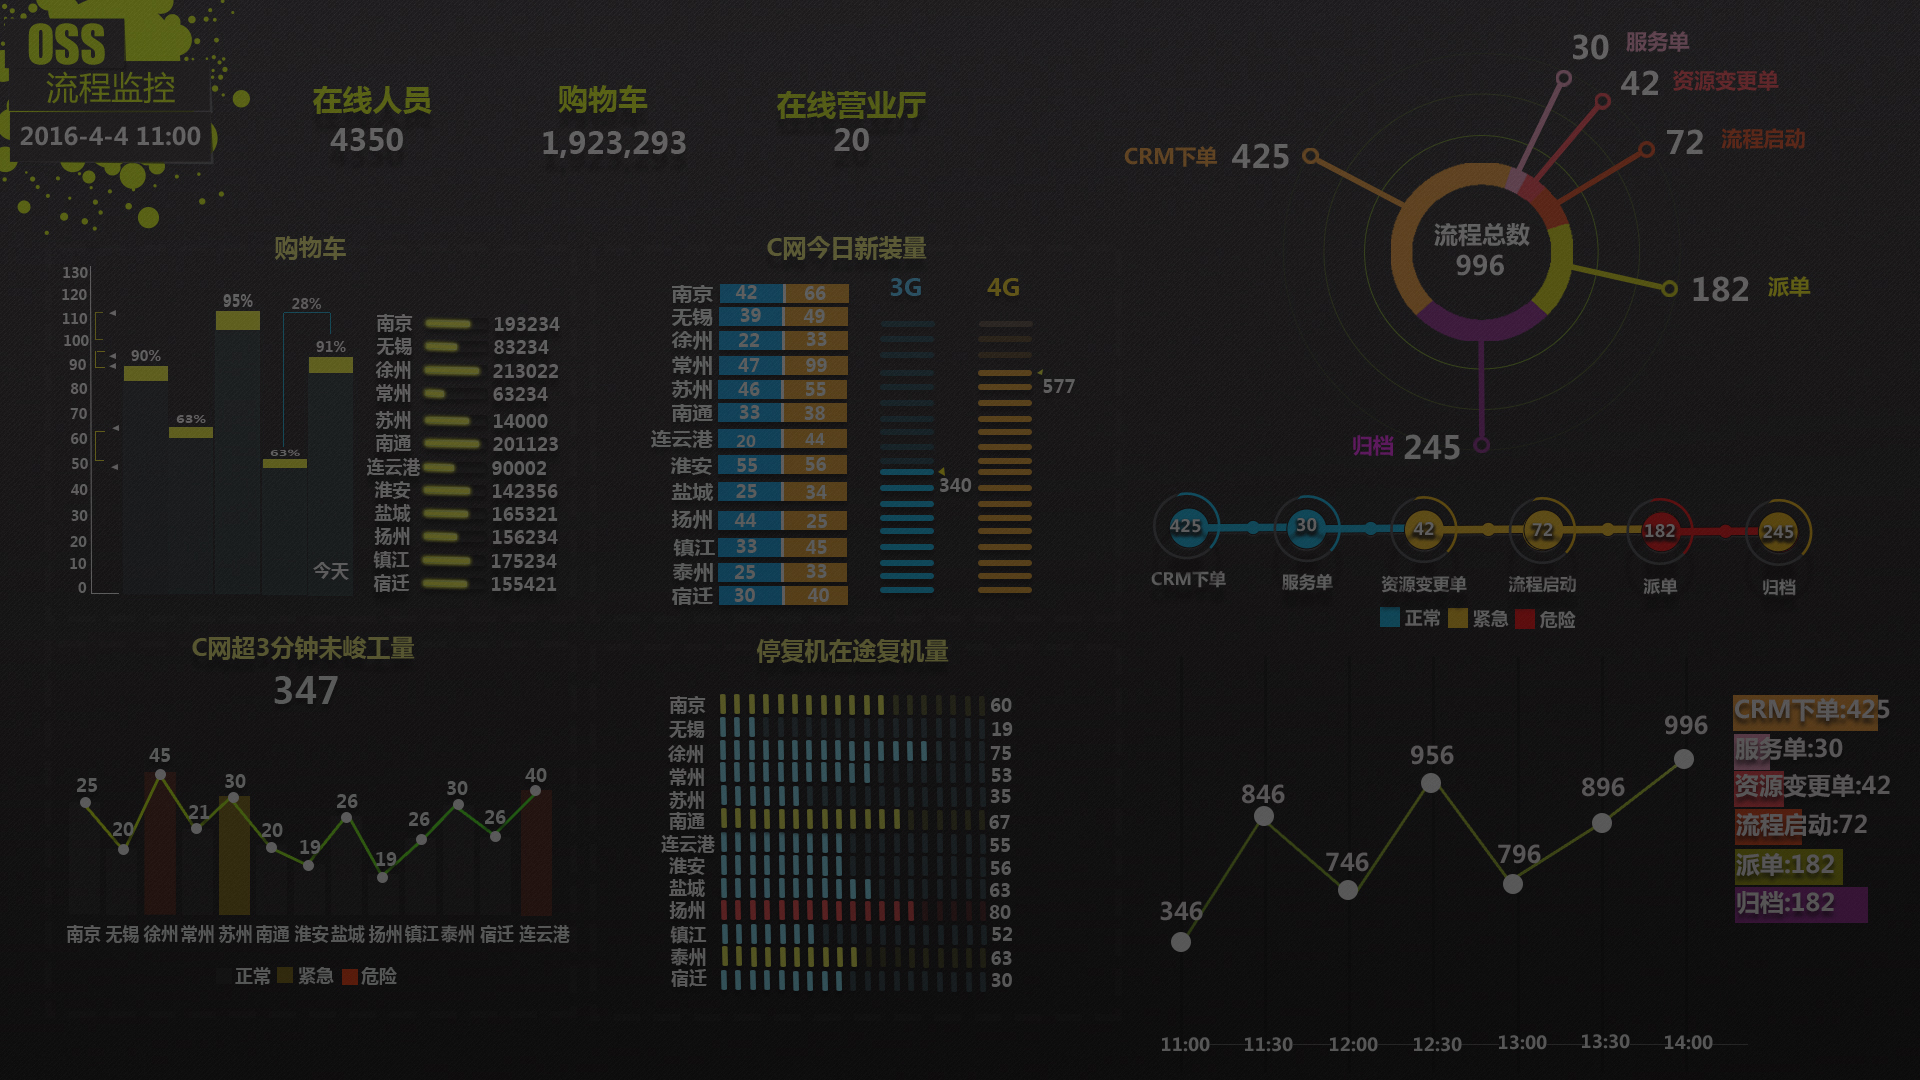 OSS
流程监控
2016-4-4 11:00
在线人员
4350
购物车
1,923,293
在线营业厅
20
30 服务单
42 资源变更单
72 流程启动
CRM下单 425
流程总数
996
182 派单
归档 245
购物车
130
120
110
100
90
80
70
60
50
40
30
20
10
0
90%
63%
95%
63%
28%
91%
今天
南京 193234
无锡 83234
徐州 213022
常州 63234
苏州 14000
南通 201123
连云港 90002
淮安 142356
盐城 165321
扬州 156234
镇江 175234
宿迁 155421
C网今日新装量
3G 4G
南京 42 66
无锡 39 49
徐州 22 33
常州 47 99
苏州 46 55
南通 33 38
连云港 20 44
淮安 55 56
盐城 25 34
扬州 44 25
镇江 33 45
泰州 25 33
宿迁 30 40
577
340
425 30 42 72 182 245
CRM下单 服务单 资源变更单 流程启动 派单 归档
正常 紧急 危险
C网超3分钟未峻工量
347
25 20 45 21 30 20 19 26 19 26 30 26 40
南京 无锡 徐州 常州 苏州 南通 淮安 盐城 扬州 镇江 泰州 宿迁 连云港
正常 紧急 危险
停复机在途复机量
南京 60
无锡 19
徐州 75
常州 53
苏州 35
南通 67
连云港 55
淮安 56
盐城 63
扬州 80
镇江 52
泰州 63
宿迁 30
346 846 746 956 796 896 996
11:00 11:30 12:00 12:30 13:00 13:30 14:00
CRM下单:425
服务单:30
资源变更单:42
流程启动:72
派单:182
归档:182